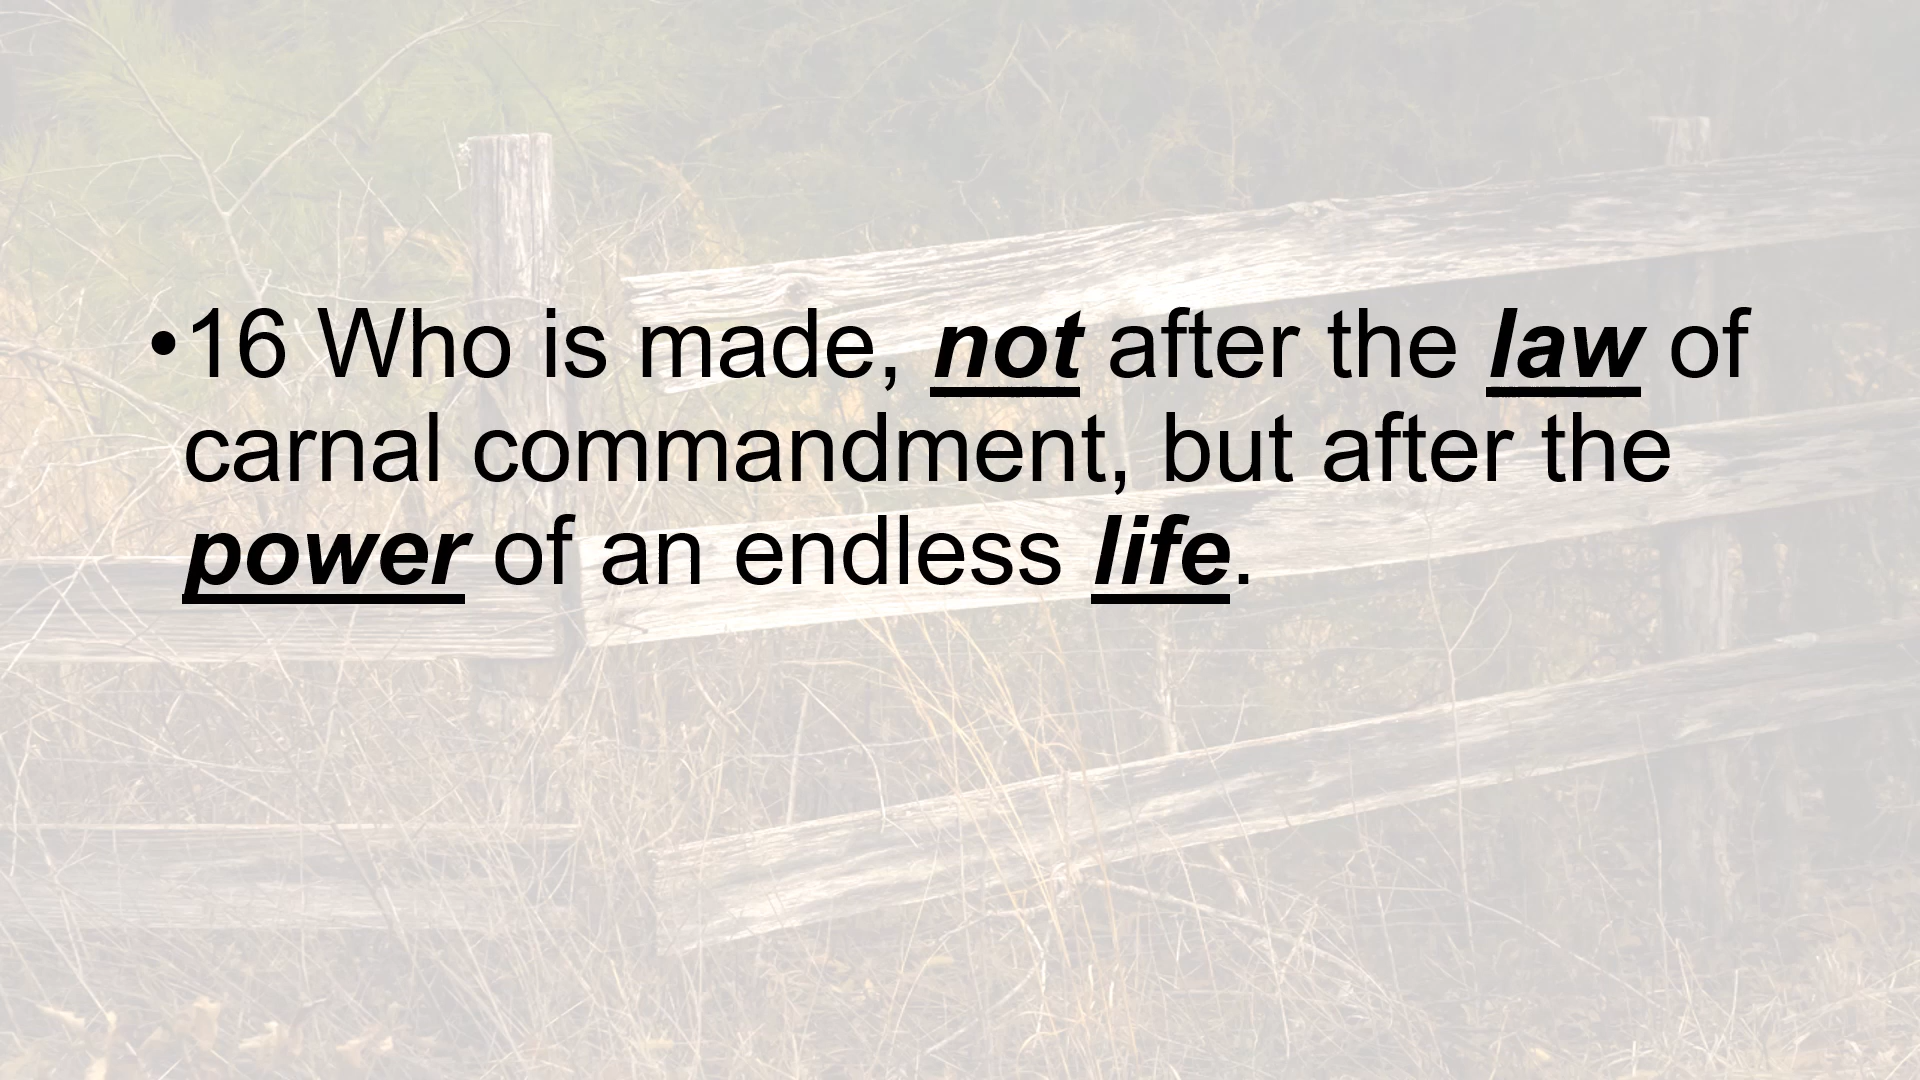 •16 Who is made, not after the law of
carnal commandment, but after the
power of an endless life.